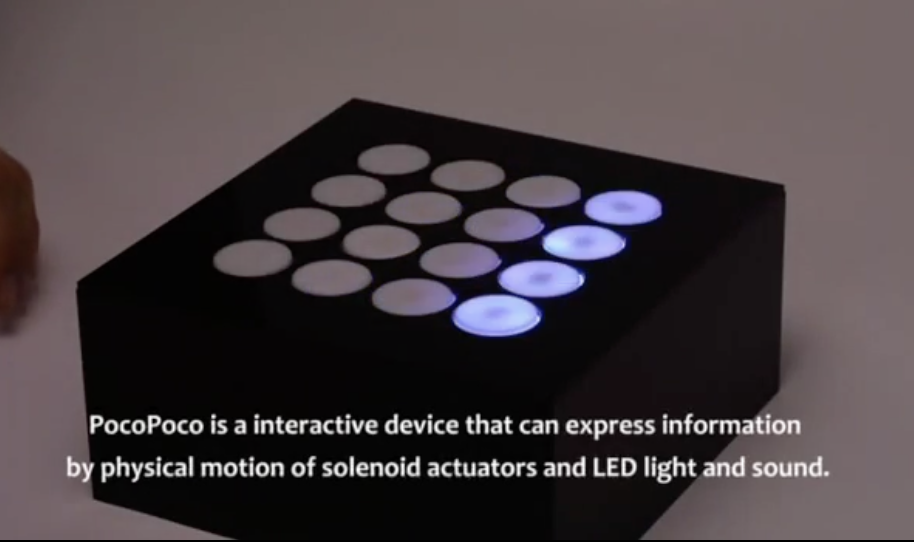 PocoPoco is a interactive device that can express information
by physical motion of solenoid actuators and LED light and sound.